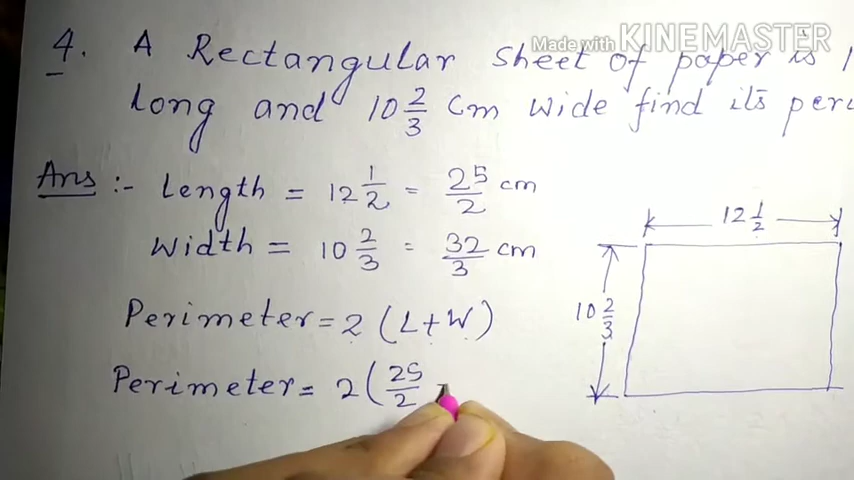 Made with KINEMASTER
4. A Rectangular Sheet of paper is 1
long and 10 2/3 cm wide find its peri
Ans :- Length = 12 1/2 = 25/2 cm
Width = 10 2/3 = 32/3 cm
12 1/2
10 2/3
Perimeter = 2 (L+W)
Perimeter = 2 (25/2